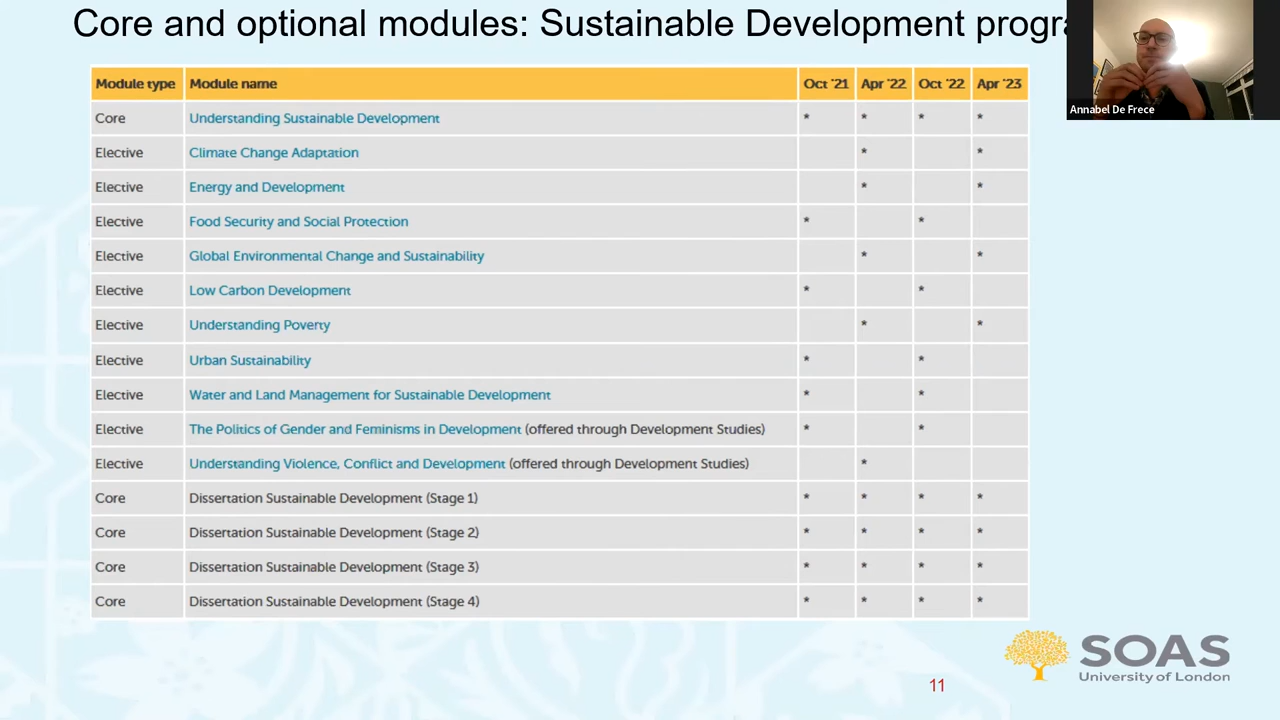 Core and optional modules: Sustainable Development progra
Annabel De Frece
Module type Module name Oct '21 Apr '22 Oct '22 Apr '23
Core Understanding Sustainable Development * * * *
Elective Climate Change Adaptation * *
Elective Energy and Development * *
Elective Food Security and Social Protection * *
Elective Global Environmental Change and Sustainability * *
Elective Low Carbon Development * *
Elective Understanding Poverty * *
Elective Urban Sustainability * *
Elective Water and Land Management for Sustainable Development * *
Elective The Politics of Gender and Feminisms in Development (offered through Development Studies) * *
Elective Understanding Violence, Conflict and Development (offered through Development Studies) *
Core Dissertation Sustainable Development (Stage 1) * * * *
Core Dissertation Sustainable Development (Stage 2) * * * *
Core Dissertation Sustainable Development (Stage 3) * * * *
Core Dissertation Sustainable Development (Stage 4) * * * *
SOAS
University of London
11